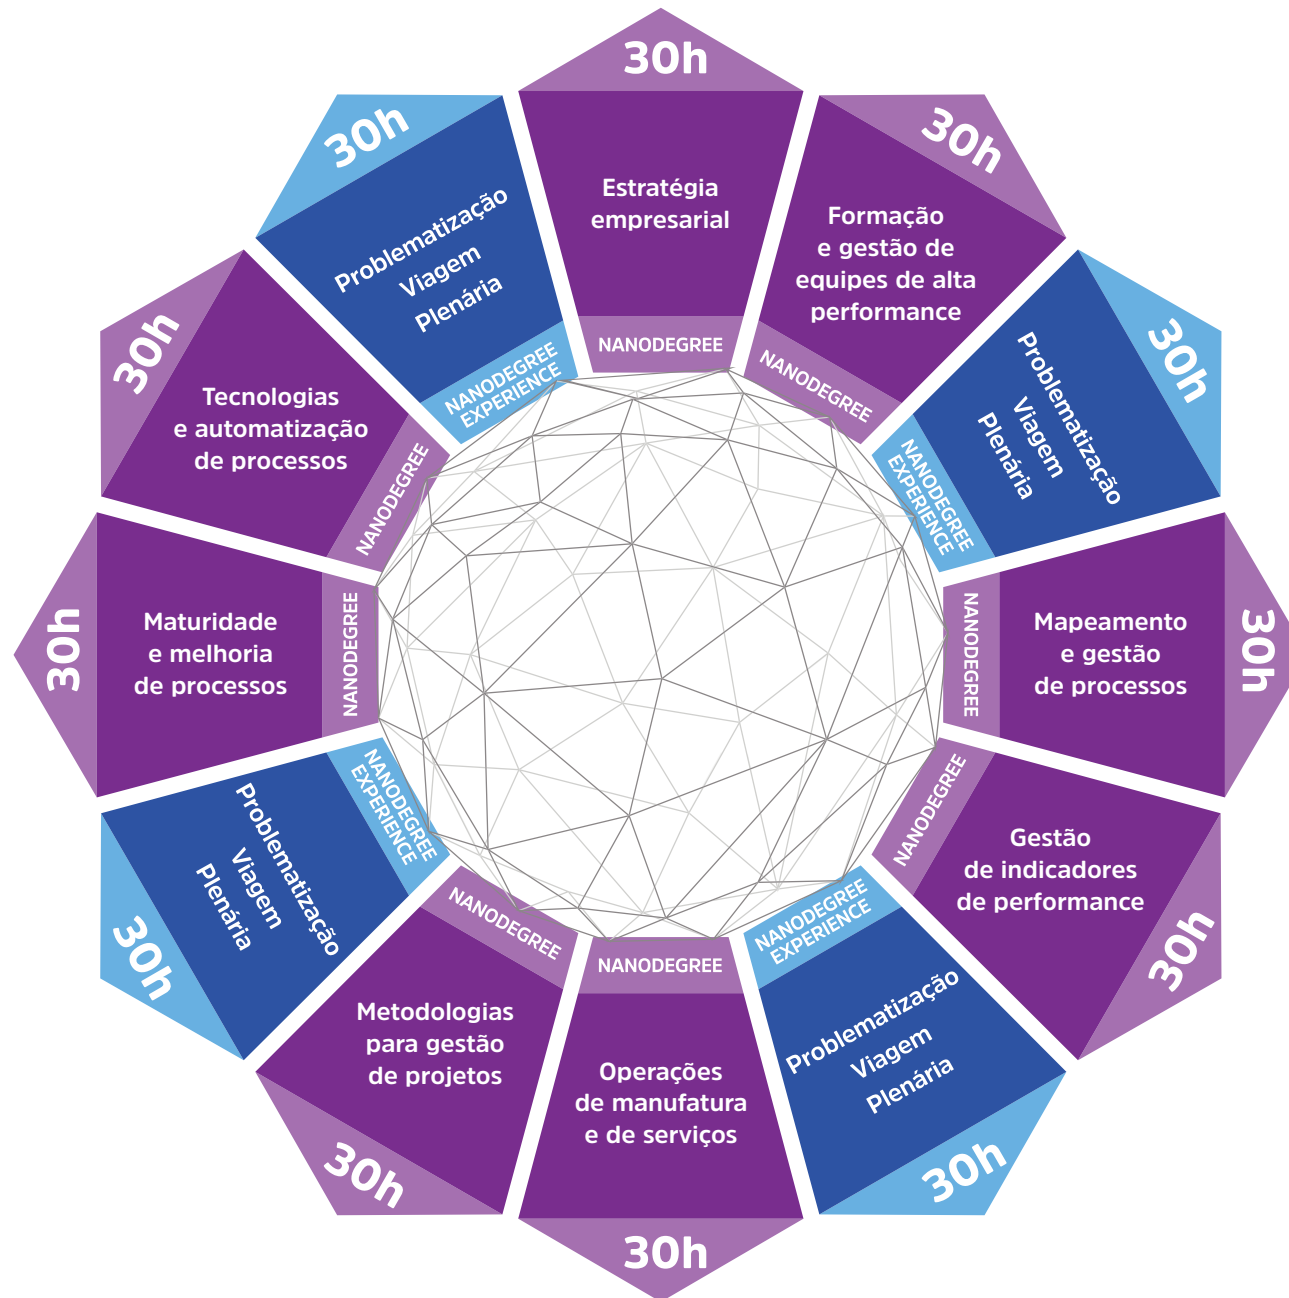 30h
Estratégia
empresarial
NANODEGREE
30h
Formação
e gestão de
equipes de alta
performance
NANODEGREE
30h
Problematização
Viagem
Plenária
NANODEGREE
EXPERIENCE
30h
Mapeamento
e gestão
de processos
NANODEGREE
30h
Gestão
de indicadores
de performance
NANODEGREE
30h
Problematização
Viagem
Plenária
NANODEGREE
EXPERIENCE
30h
Operações
de manufatura
e de serviços
NANODEGREE
30h
Metodologias
para gestão
de projetos
NANODEGREE
30h
Problematização
Viagem
Plenária
NANODEGREE
EXPERIENCE
30h
Maturidade
e melhoria
de processos
NANODEGREE
30h
Tecnologias
e automatização
de processos
NANODEGREE
30h
Problematização
Viagem
Plenária
NANODEGREE
EXPERIENCE